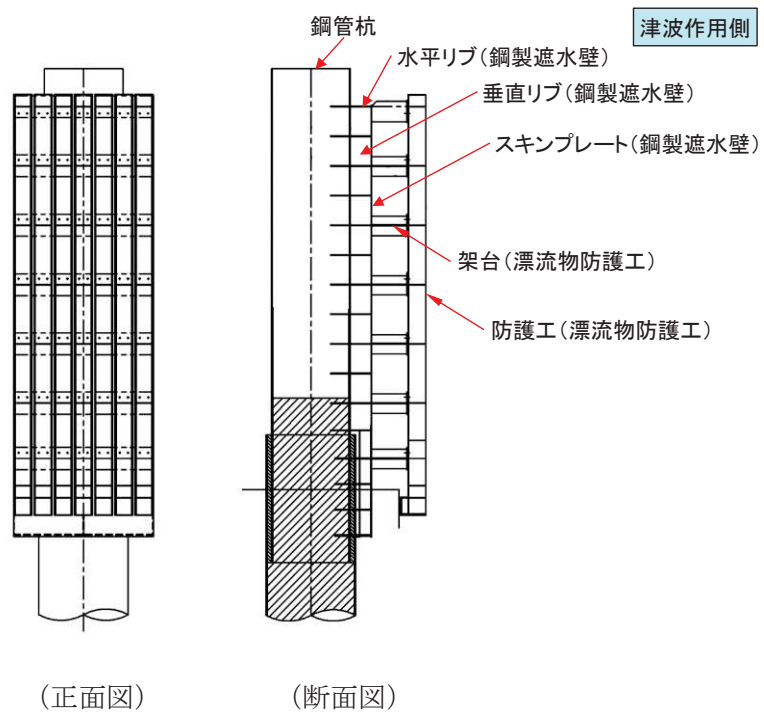 津波作用側
鋼管杭
水平リブ(鋼製遮水壁)
垂直リブ(鋼製遮水壁)
スキンプレート(鋼製遮水壁)
架台(漂流物防護工)
防護工(漂流物防護工)
(正面図)
(断面図)